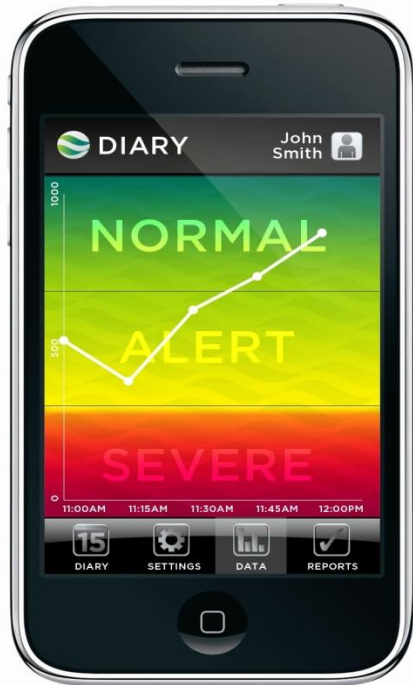 DIARY
John
Smith
1000
NORMAL
500
ALERT
SEVERE
0
11:00AM 11:15AM 11:30AM 11:45AM 12:00PM
15
DIARY SETTINGS DATA REPORTS